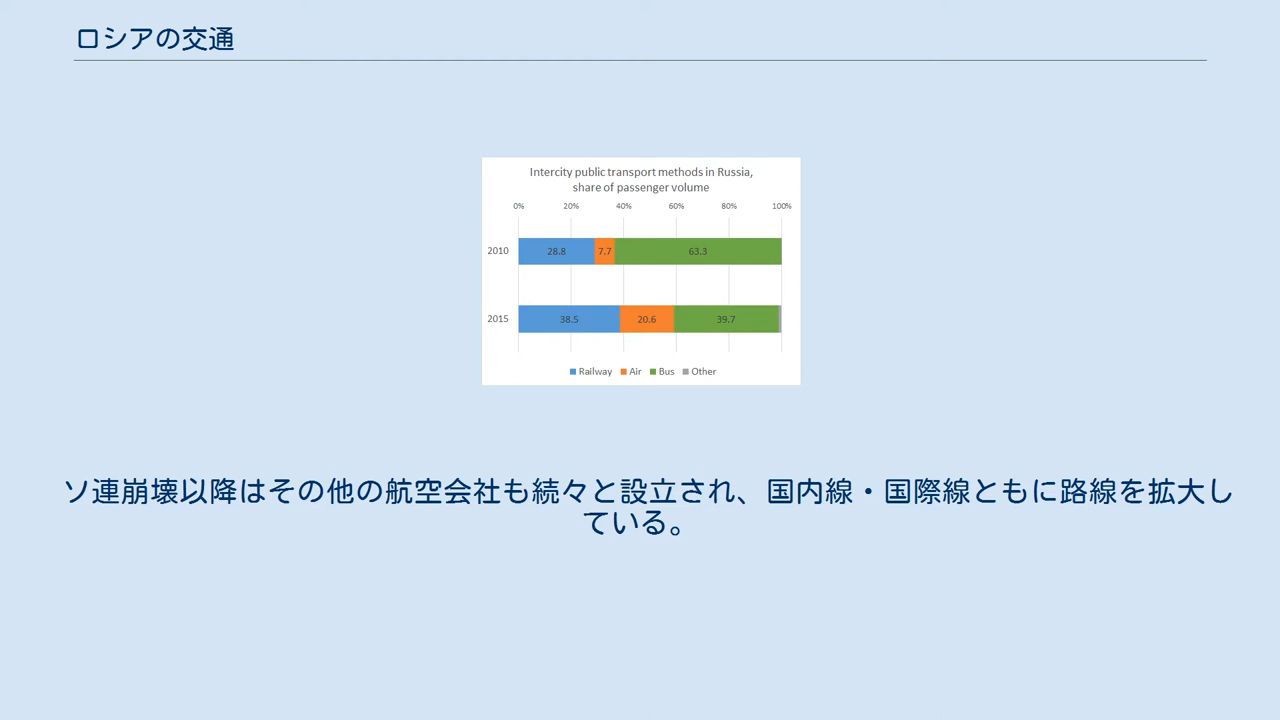 ロシアの交通
Intercity public transport methods in Russia,
share of passenger volume
0% 20% 40% 60% 80% 100%
2010 28.8 7.7 63.3
2015 38.5 20.6 39.7
Railway Air Bus Other
ソ連崩壊以降はその他の航空会社も続々と設立され、国内線・国際線ともに路線を拡大し
ている。